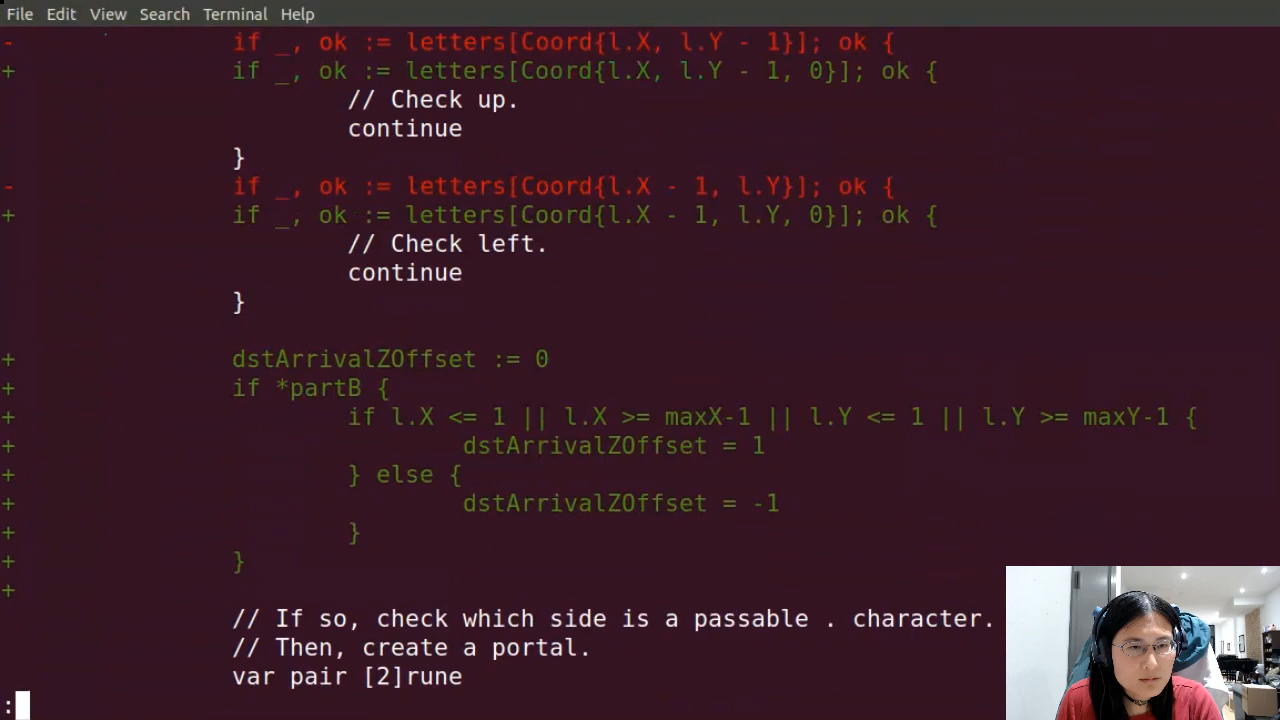 File Edit View Search Terminal Help
- if _, ok := letters[Coord{l.X, l.Y - 1}]; ok {
+ if _, ok := letters[Coord{l.X, l.Y - 1, 0}]; ok {
// Check up.
continue
}
- if _, ok := letters[Coord{l.X - 1, l.Y}]; ok {
+ if _, ok := letters[Coord{l.X - 1, l.Y, 0}]; ok {
// Check left.
continue
}
+ dstArrivalZOffset := 0
+ if *partB {
+ if l.X <= 1 || l.X >= maxX-1 || l.Y <= 1 || l.Y >= maxY-1 {
+ dstArrivalZOffset = 1
+ } else {
+ dstArrivalZOffset = -1
+ }
+ }
+
// If so, check which side is a passable . character.
// Then, create a portal.
var pair [2]rune
: